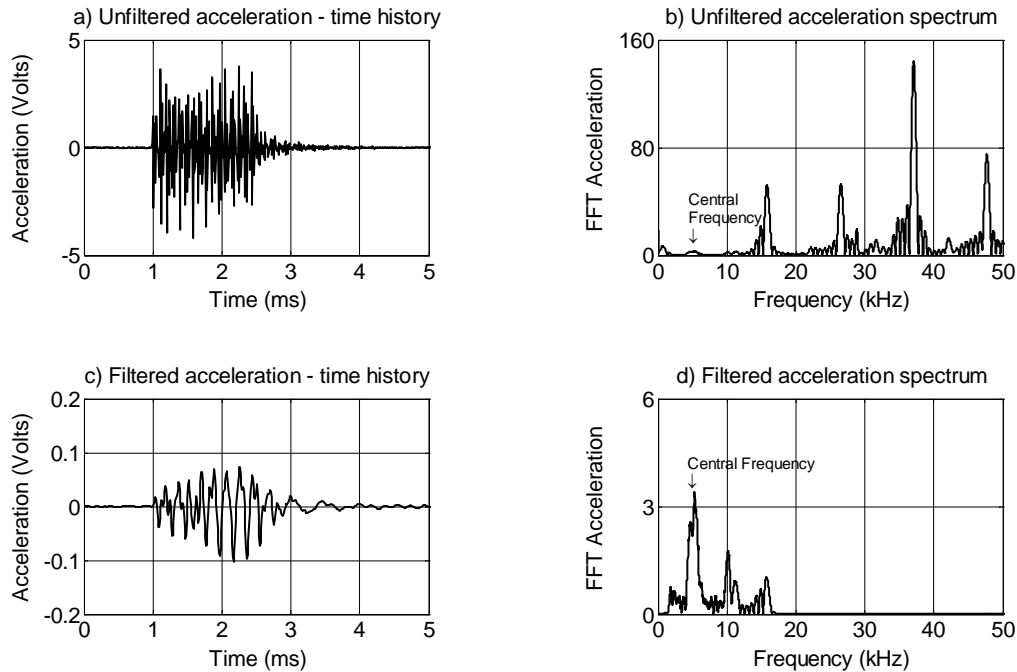 a) Unfiltered acceleration - time history
Acceleration (Volts)
5
0
-5
0 1 2 3 4 5
Time (ms)
b) Unfiltered acceleration spectrum
FFT Acceleration
160
80
0
Central
Frequency
↓
0 10 20 30 40 50
Frequency (kHz)
c) Filtered acceleration - time history
Acceleration (Volts)
0.2
0.1
0
-0.1
-0.2
0 1 2 3 4 5
Time (ms)
d) Filtered acceleration spectrum
FFT Acceleration
6
3
0
Central Frequency
↓
0 10 20 30 40 50
Frequency (kHz)